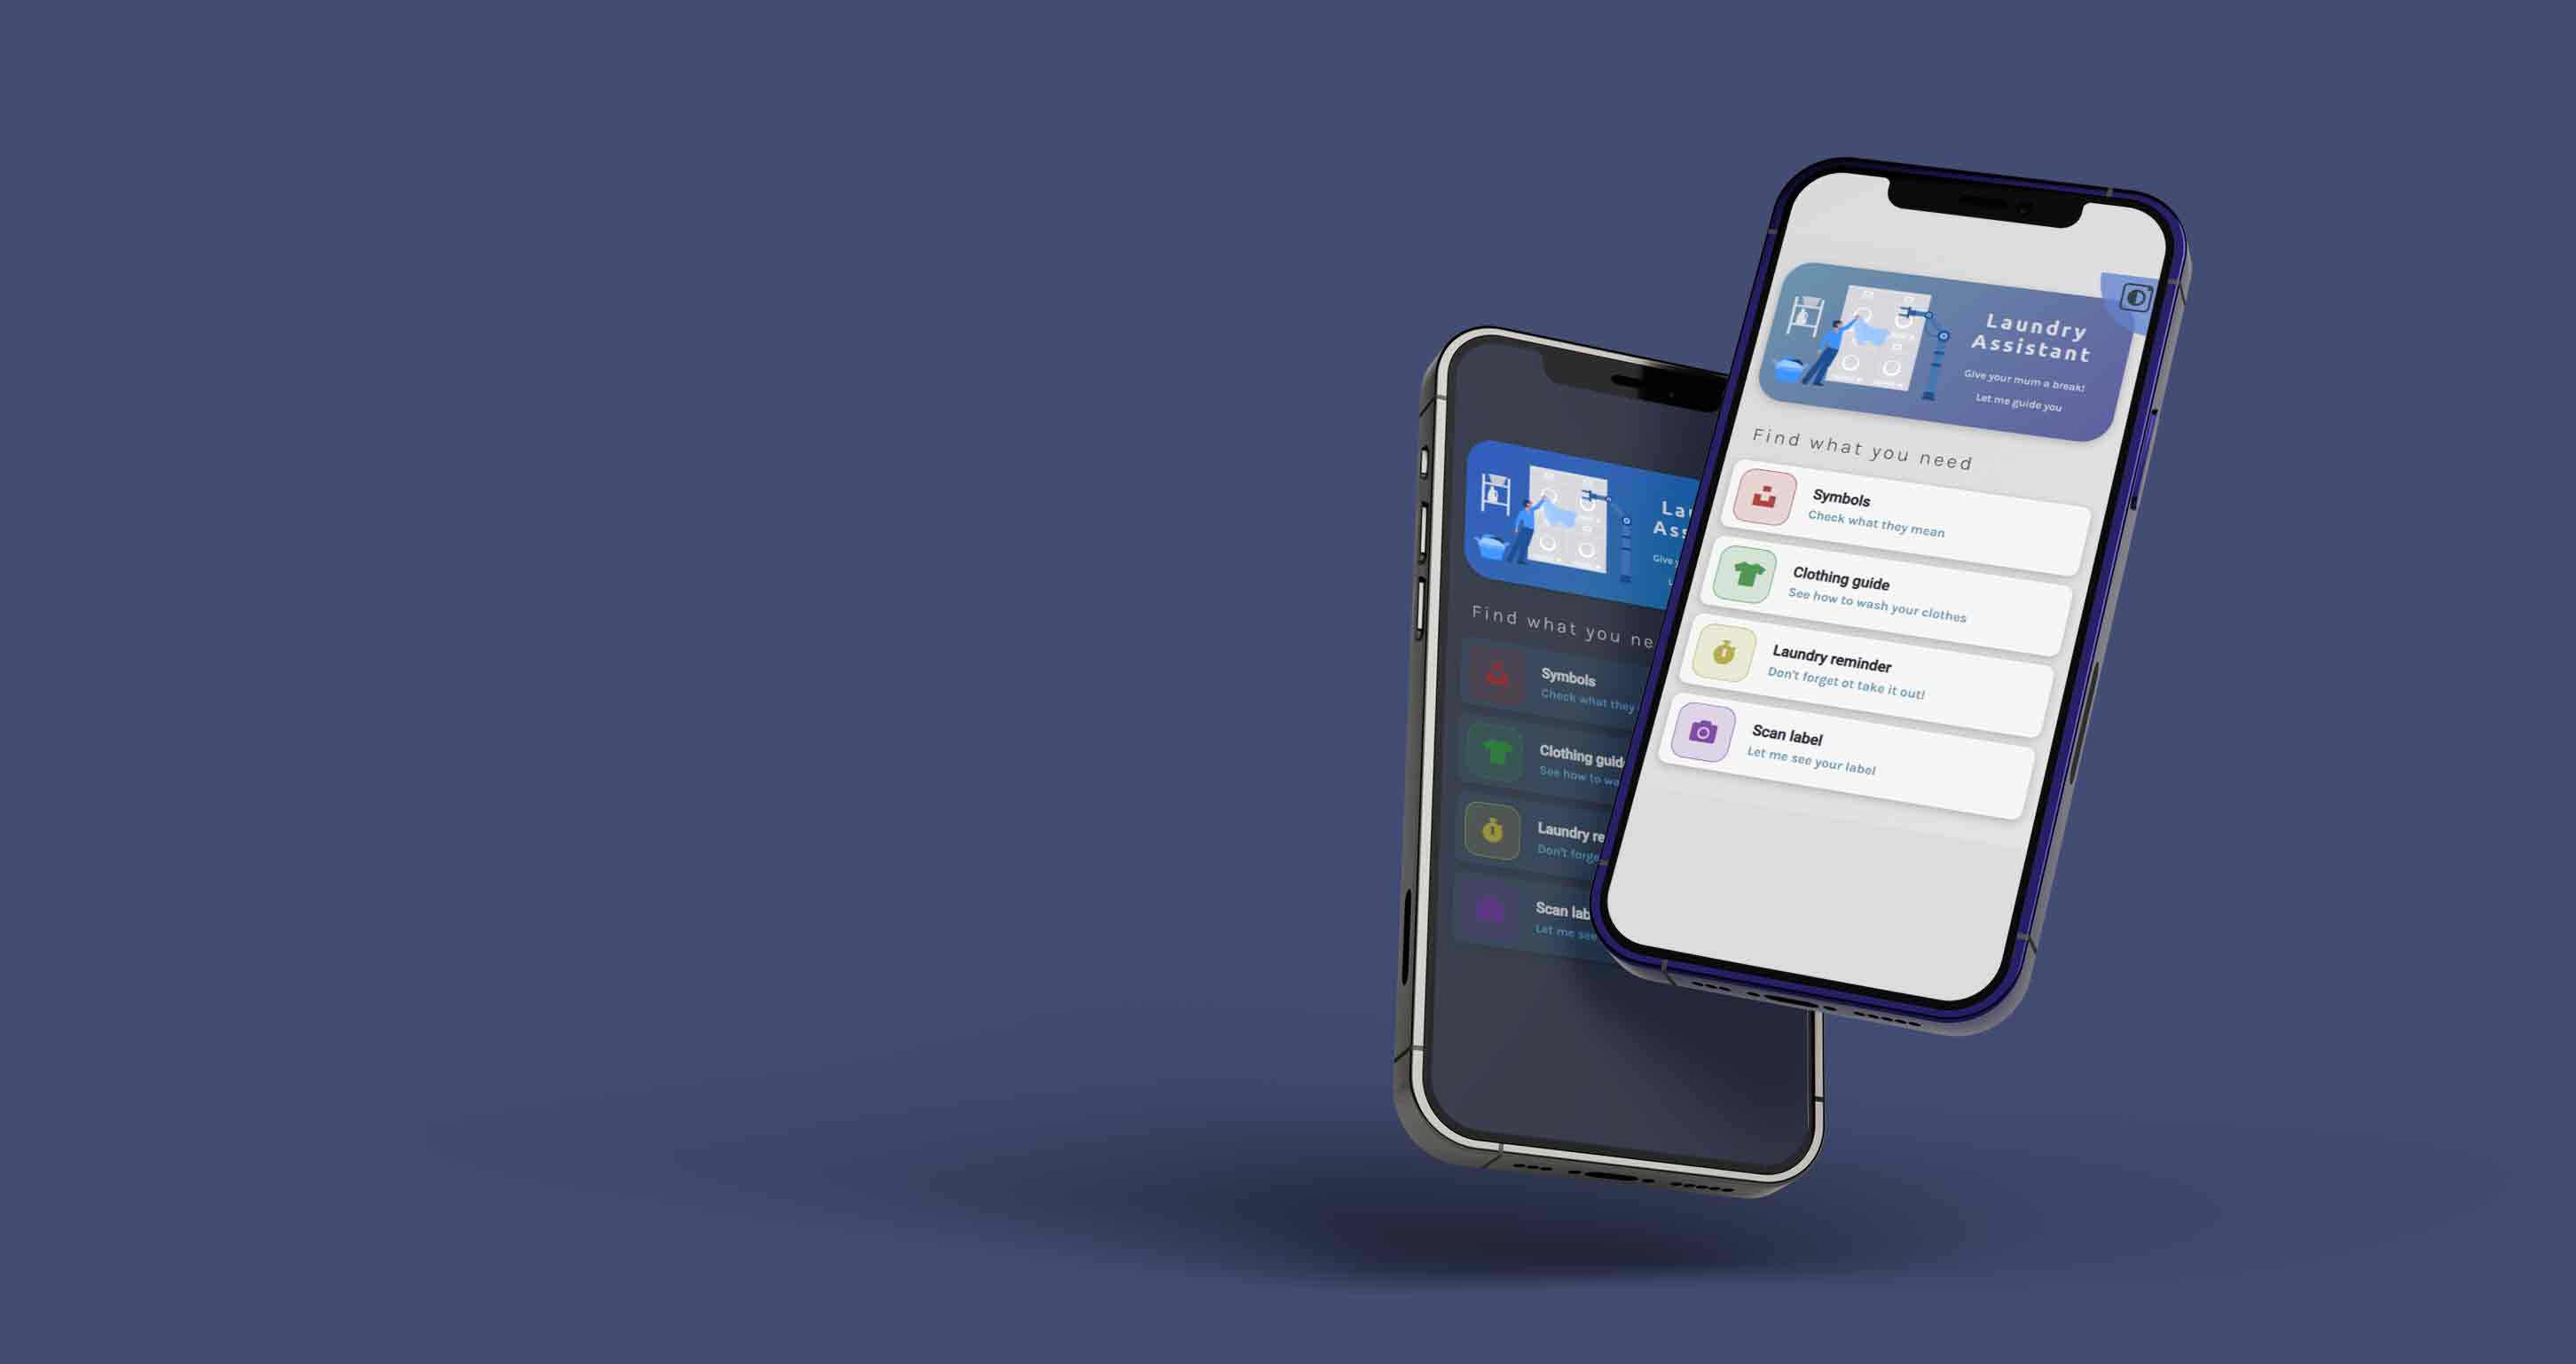 Laundry
Assistant
Give your mum a break!
Let me guide you
Find what you need
Symbols
Check what they mean
Clothing guide
See how to wash your clothes
Laundry reminder
Don't forget ot take it out!
Scan label
Let me see your label
La
Ass
Give
Find what you ne
Symbols
Check what they
Clothing guid
See how to wa
Laundry re
Don't forge
Scan lab
Let me see